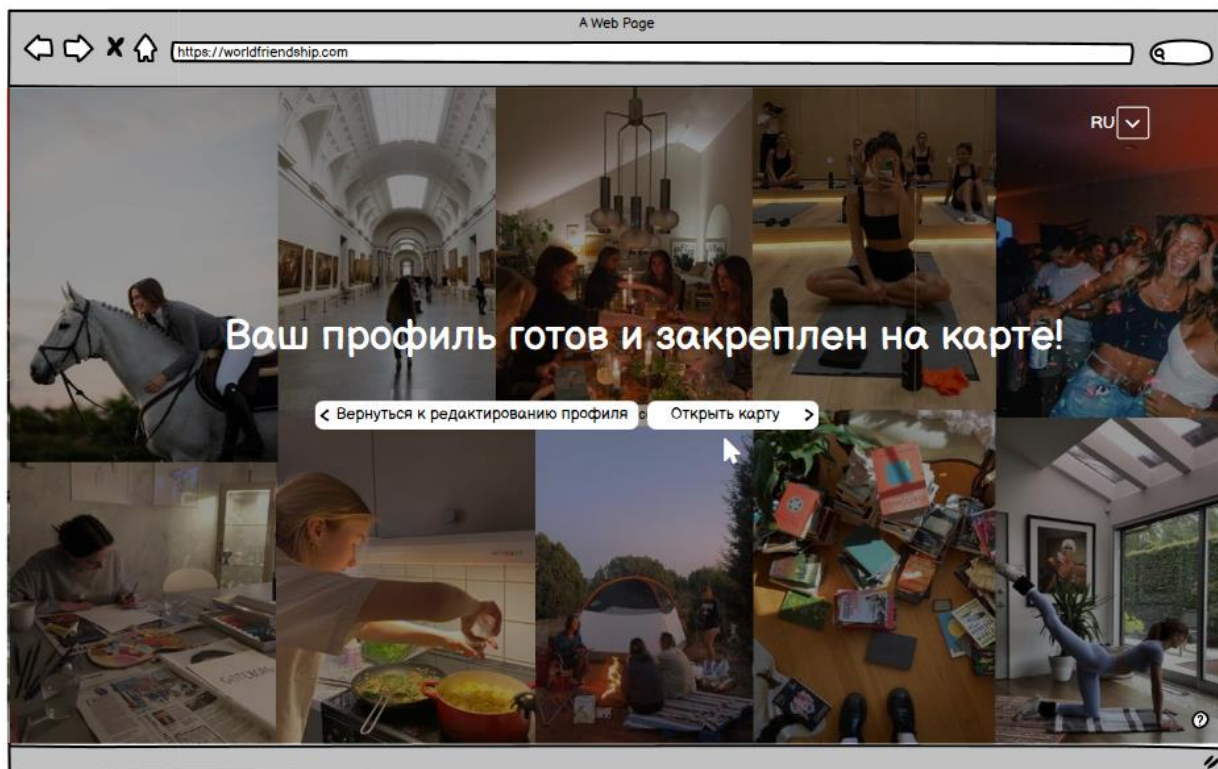 A Web Page
https://worldfriendship.com
RU
Ваш профиль готов и закреплен на карте!
Вернуться к редактированию профиля
Открыть карту
?